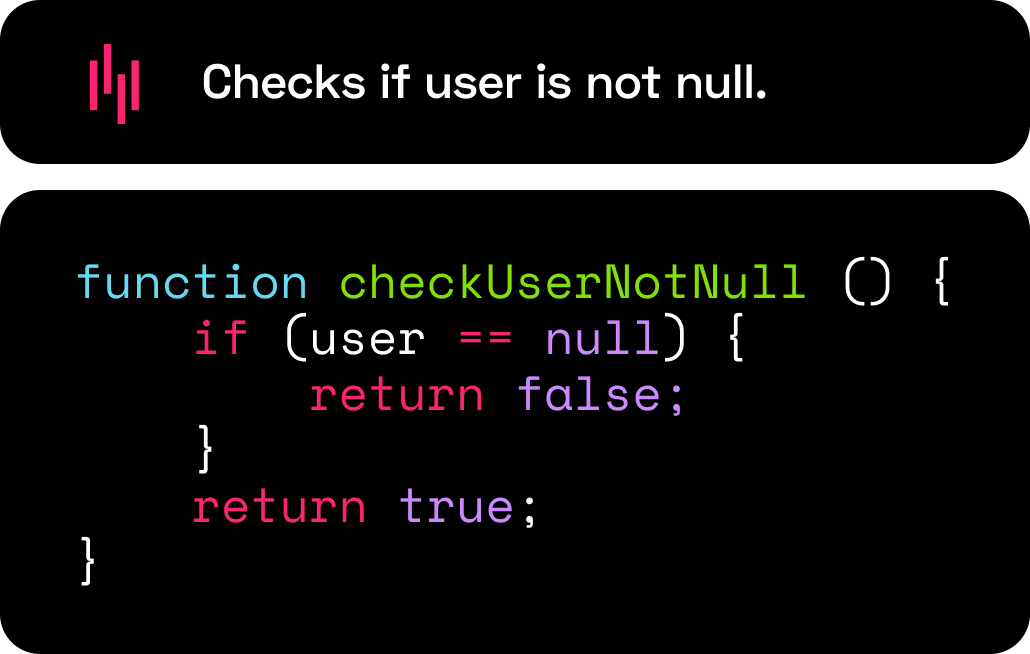 Checks if user is not null.
function checkUserNotNull () {
    if (user == null) {
        return false;
    }
    return true;
}